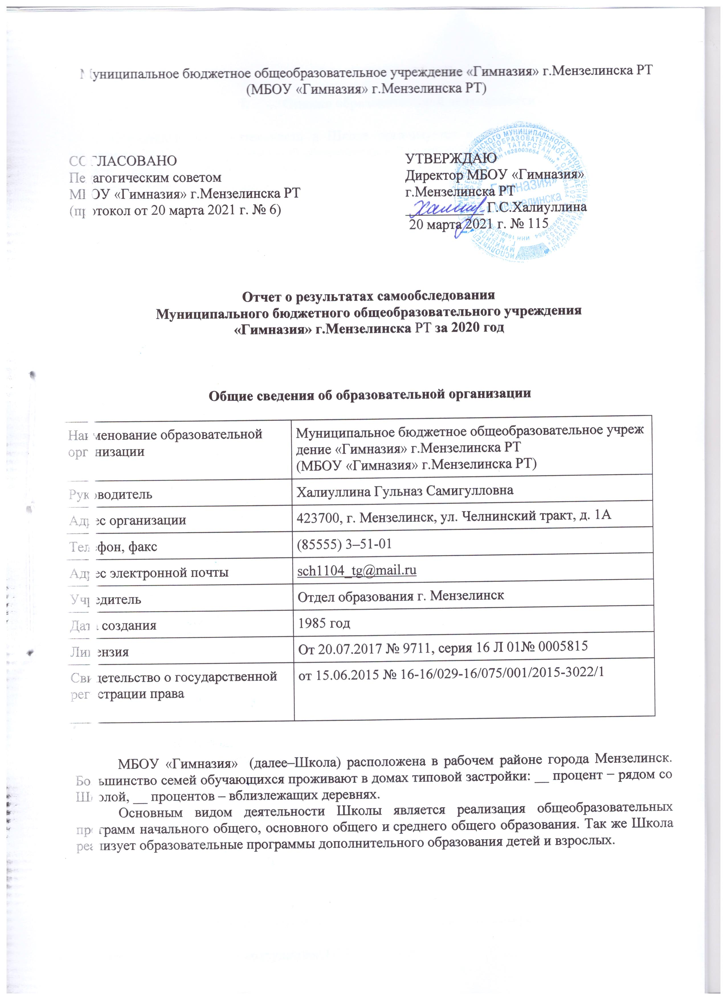 Муниципальное бюджетное общеобразовательное учреждение «Гимназия» г.Мензелинска РТ
(МБОУ «Гимназия» г.Мензелинска РТ)
СОГЛАСОВАНО
Педагогическим советом
МБОУ «Гимназия» г.Мензелинска РТ
(протокол от 20 марта 2021 г. № 6)
УТВЕРЖДАЮ
Директор МБОУ «Гимназия»
г.Мензелинска РТ
Г.С.Халиуллина
20 марта 2021 г. № 115
«Гимназия»
г. Мензелинска
Отчет о результатах самообследования
Муниципального бюджетного общеобразовательного учреждения
«Гимназия» г.Мензелинска РТ за 2020 год
Общие сведения об образовательной организации
Наименование образовательной
организации
Муниципальное бюджетное общеобразовательное учреж
дение «Гимназия» г.Мензелинска РТ
(МБОУ «Гимназия» г.Мензелинска РТ)
Руководитель
Халиуллина Гульназ Самигулловна
Адрес организации
423700, г. Мензелинск, ул. Челнинский тракт, д. 1А
Телефон, факс
(85555) 3–51-01
Адрес электронной почты
sch1104_tg@mail.ru
Учредитель
Отдел образования г. Мензелинск
Дата создания
1985 год
Лицензия
От 20.07.2017 № 9711, серия 16 Л 01№ 0005815
Свидетельство о государственной
регистрации права
от 15.06.2015 № 16-16/029-16/075/001/2015-3022/1
МБОУ «Гимназия» (далее–Школа) расположена в рабочем районе города Мензелинск.
Большинство семей обучающихся проживают в домах типовой застройки: __ процент − рядом со
Школой, __ процентов – вблизлежащих деревнях.
Основным видом деятельности Школы является реализация общеобразовательных
программ начального общего, основного общего и среднего общего образования. Так же Школа
реализует образовательные программы дополнительного образования детей и взрослых.